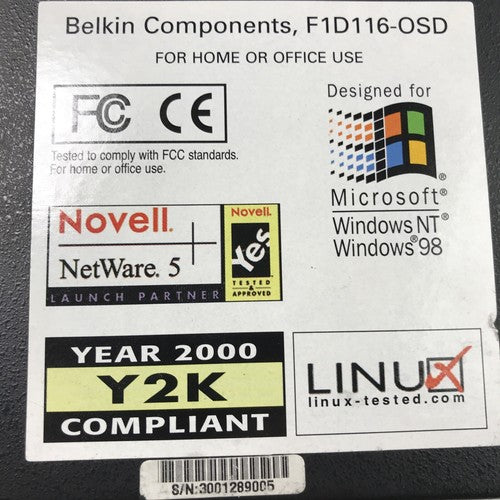 Belkin Components, F1D116-OSD
FOR HOME OR OFFICE USE
FC CE
Tested to comply with FCC standards.
For home or office use.
Designed for
Microsoft®
Windows NT®
Windows®98
Novell.
NetWare. 5
LAUNCH PARTNER
Novell.
Yes
TESTED
&
APPROVED
YEAR 2000
Y2K
COMPLIANT
LINUX
linux-tested.com
S/N:3001289005